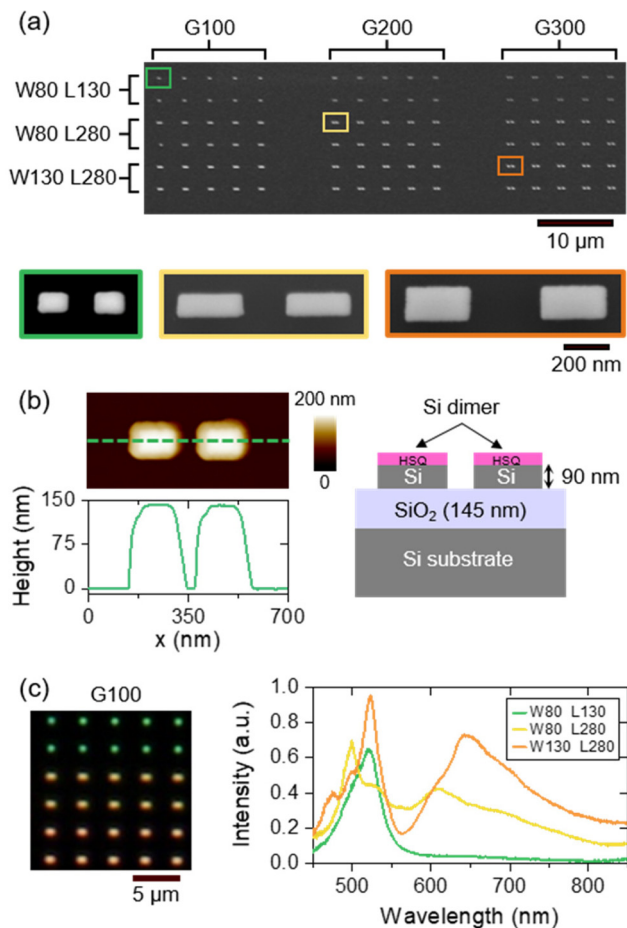 (a)
G100 G200 G300
W80 L130
W80 L280
W130 L280
10 µm
200 nm
(b)
200 nm
0
Height (nm)
150
75
0
0 350 700
x (nm)
Si dimer
HSQ HSQ
Si Si
90 nm
SiO₂ (145 nm)
Si substrate
(c)
G100
5 µm
Intensity (a.u.)
1.0
0.8
0.6
0.4
0.2
0.0
W80 L130
W80 L280
W130 L280
500 600 700 800
Wavelength (nm)